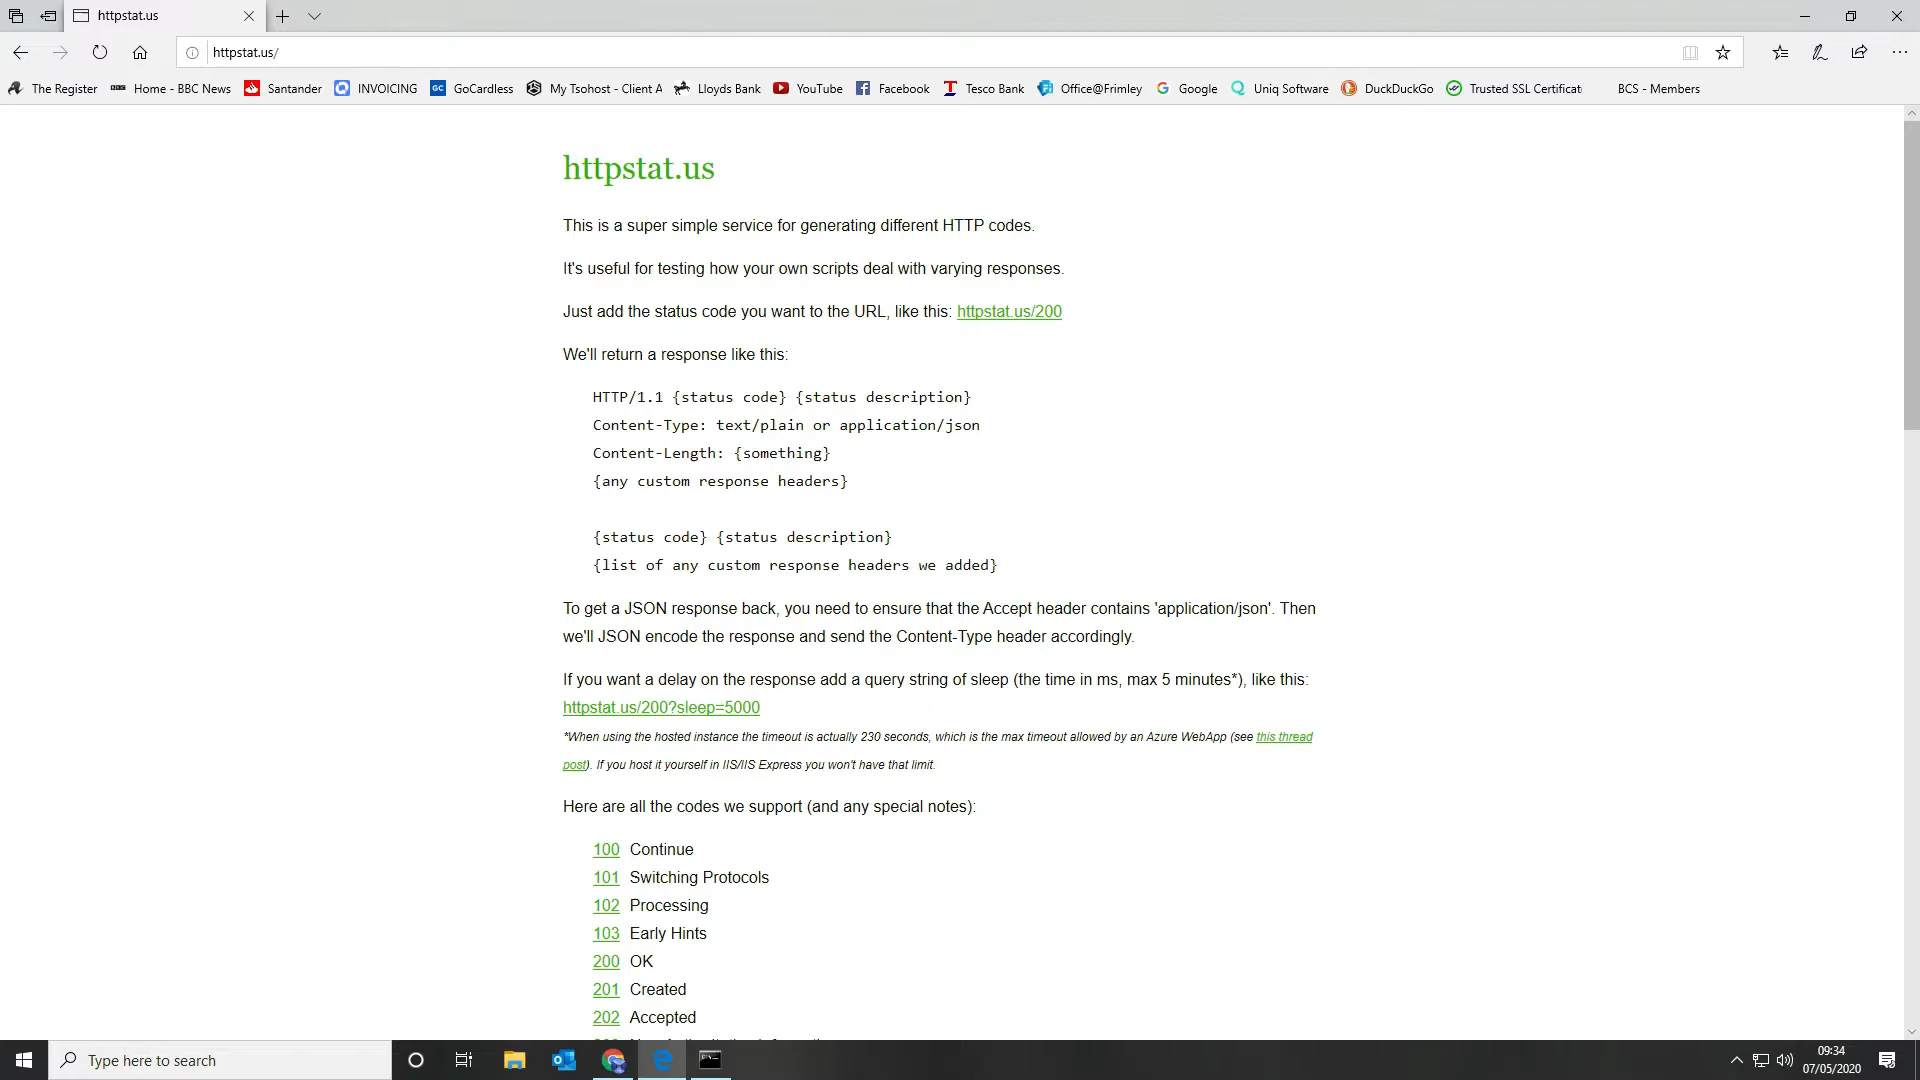 httpstat.us
httpstat.us/
The Register
Home - BBC News
Santander
INVOICING
GC GoCardless
My Tsohost - Client A
Lloyds Bank
YouTube
Facebook
Tesco Bank
Office@Frimley
Google
Uniq Software
DuckDuckGo
Trusted SSL Certificat
BCS - Members
httpstat.us
This is a super simple service for generating different HTTP codes.
It's useful for testing how your own scripts deal with varying responses.
Just add the status code you want to the URL, like this: httpstat.us/200
We'll return a response like this:
HTTP/1.1 {status code} {status description}
Content-Type: text/plain or application/json
Content-Length: {something}
{any custom response headers}
{status code} {status description}
{list of any custom response headers we added}
To get a JSON response back, you need to ensure that the Accept header contains 'application/json'. Then
we'll JSON encode the response and send the Content-Type header accordingly.
If you want a delay on the response add a query string of sleep (the time in ms, max 5 minutes*), like this:
httpstat.us/200?sleep=5000
*When using the hosted instance the timeout is actually 230 seconds, which is the max timeout allowed by an Azure WebApp (see this thread
post). If you host it yourself in IIS/IIS Express you won't have that limit.
Here are all the codes we support (and any special notes):
100 Continue
101 Switching Protocols
102 Processing
103 Early Hints
200 OK
201 Created
202 Accepted
Type here to search
09:34
07/05/2020